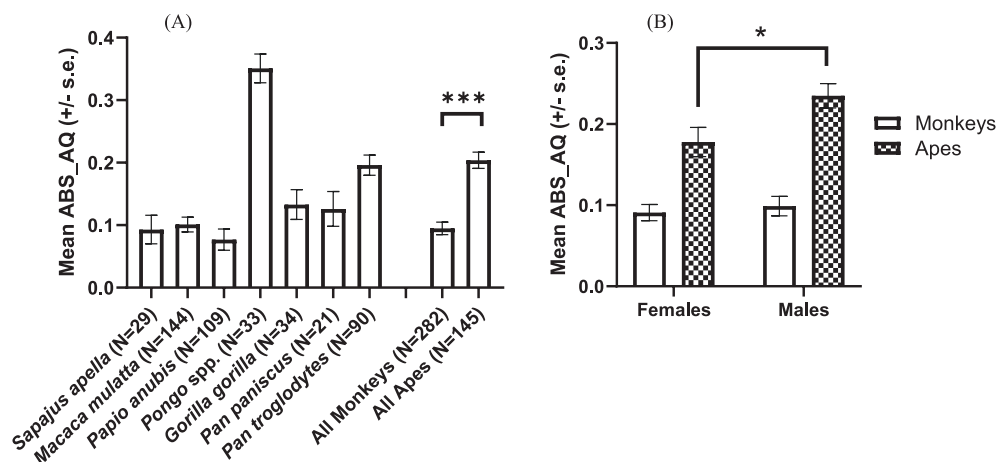 (A)
Mean ABS_AQ (+/- s.e.)
0.4
0.3
0.2
0.1
0.0
***
Sapajus apella (N=29)
Macaca mulatta (N=144)
Papio anubis (N=109)
Pongo spp. (N=33)
Gorilla gorilla (N=34)
Pan paniscus (N=21)
Pan troglodytes (N=90)
All Monkeys (N=282)
All Apes (N=145)
(B)
Mean ABS_AQ (+/- s.e.)
0.3
0.2
0.1
0.0
*
Females
Males
Monkeys
Apes